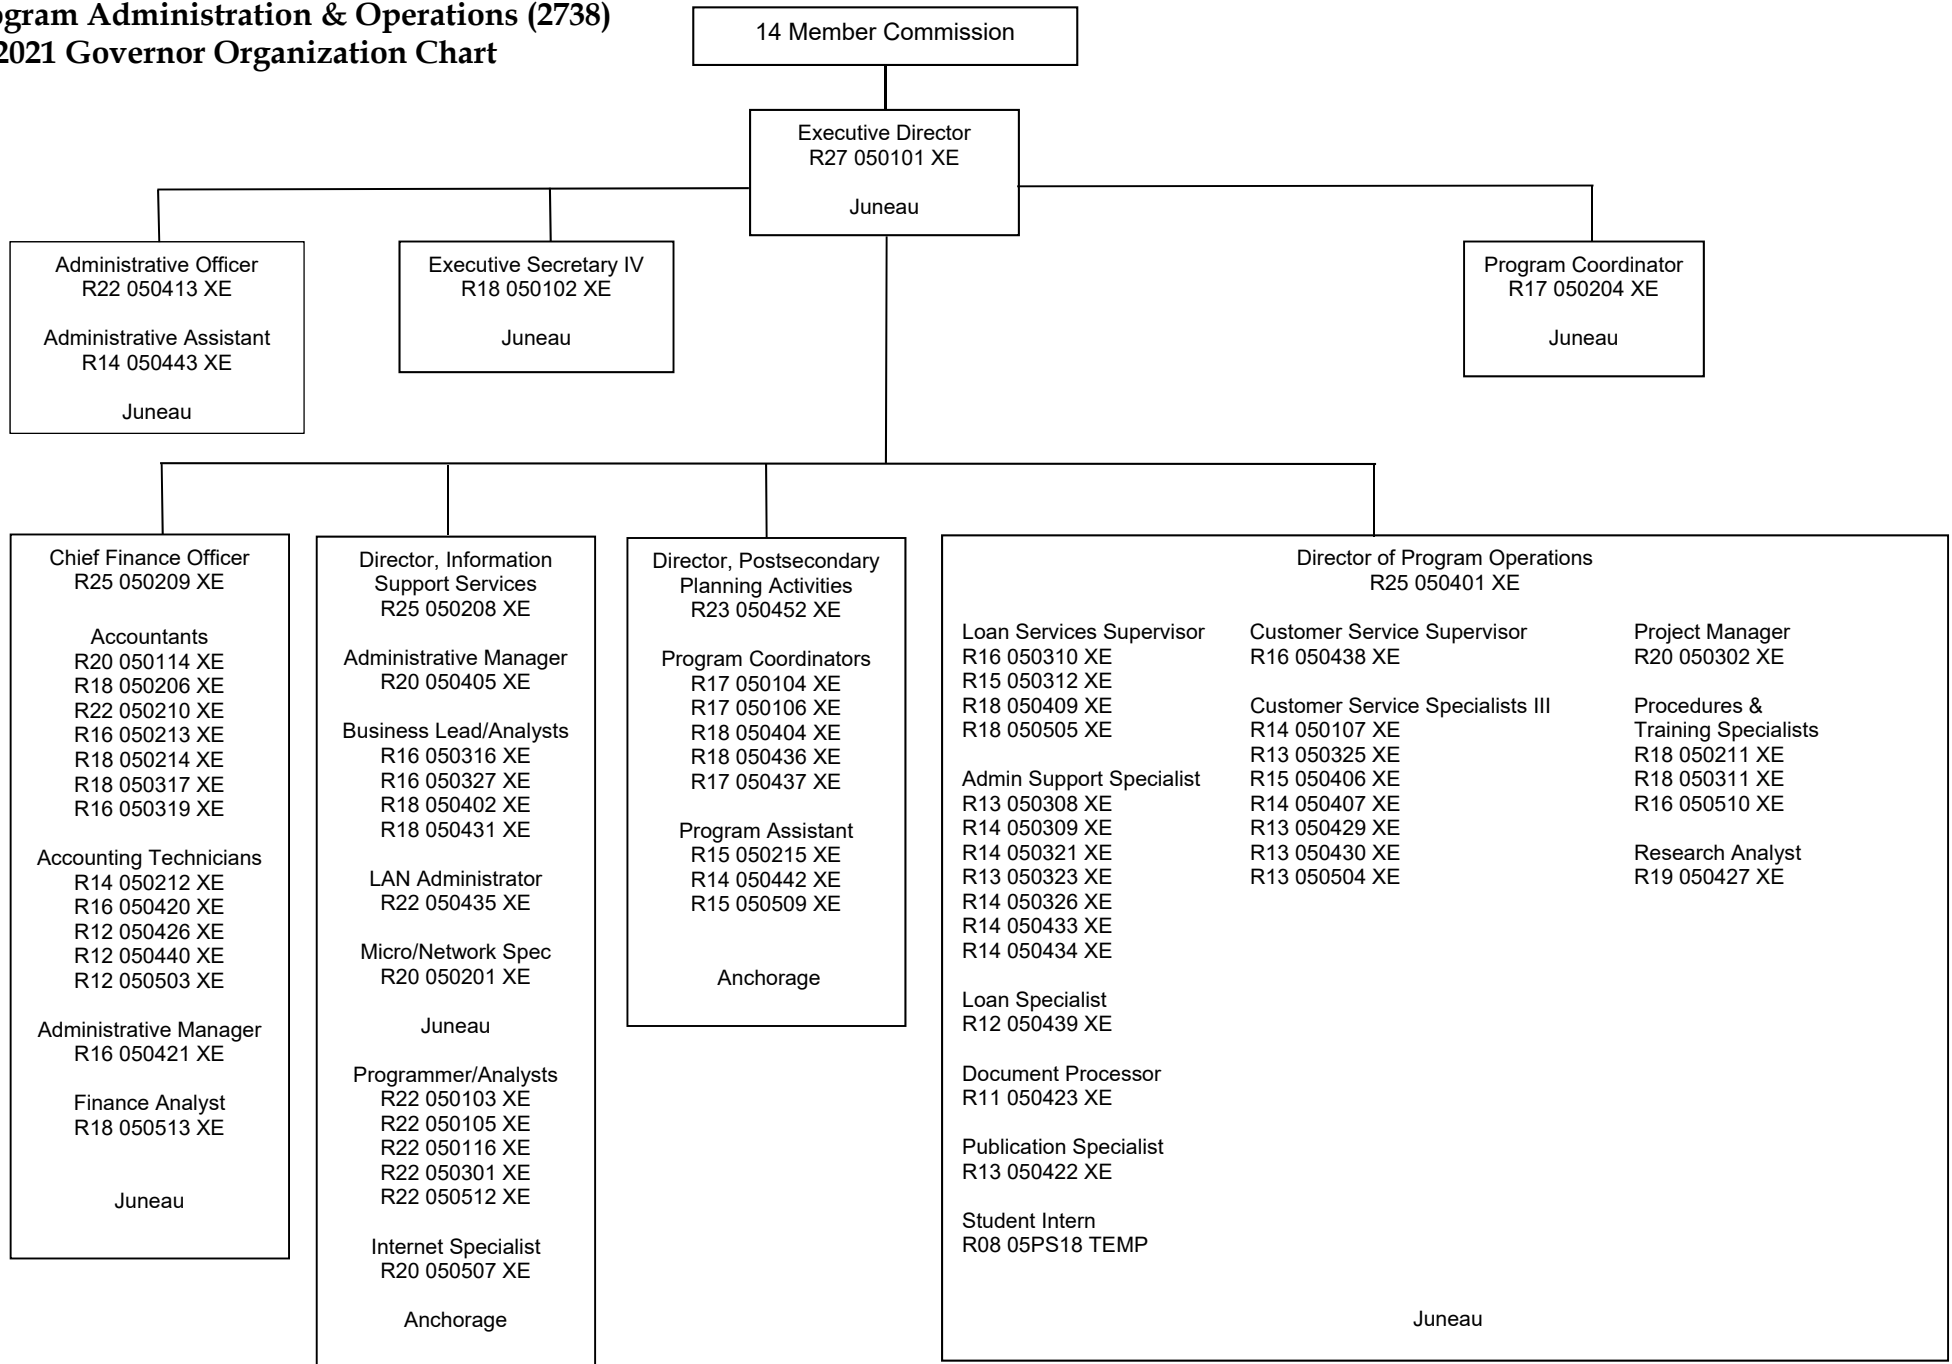 ogram Administration & Operations (2738)
2021 Governor Organization Chart
14 Member Commission
Executive Director
R27 050101 XE
Juneau
Administrative Officer
R22 050413 XE
Administrative Assistant
R14 050443 XE
Juneau
Executive Secretary IV
R18 050102 XE
Juneau
Program Coordinator
R17 050204 XE
Juneau
Chief Finance Officer
R25 050209 XE
Accountants
R20 050114 XE
R18 050206 XE
R22 050210 XE
R16 050213 XE
R18 050214 XE
R18 050317 XE
R16 050319 XE
Accounting Technicians
R14 050212 XE
R16 050420 XE
R12 050426 XE
R12 050440 XE
R12 050503 XE
Administrative Manager
R16 050421 XE
Finance Analyst
R18 050513 XE
Juneau
Director, Information
Support Services
R25 050208 XE
Administrative Manager
R20 050405 XE
Business Lead/Analysts
R16 050316 XE
R16 050327 XE
R18 050402 XE
R18 050431 XE
LAN Administrator
R22 050435 XE
Micro/Network Spec
R20 050201 XE
Juneau
Programmer/Analysts
R22 050103 XE
R22 050105 XE
R22 050116 XE
R22 050301 XE
R22 050512 XE
Internet Specialist
R20 050507 XE
Anchorage
Director, Postsecondary
Planning Activities
R23 050452 XE
Program Coordinators
R17 050104 XE
R17 050106 XE
R18 050404 XE
R18 050436 XE
R17 050437 XE
Program Assistant
R15 050215 XE
R14 050442 XE
R15 050509 XE
Anchorage
Director of Program Operations
R25 050401 XE
Loan Services Supervisor
R16 050310 XE
R15 050312 XE
R18 050409 XE
R18 050505 XE
Admin Support Specialist
R13 050308 XE
R14 050309 XE
R14 050321 XE
R13 050323 XE
R14 050326 XE
R14 050433 XE
R14 050434 XE
Loan Specialist
R12 050439 XE
Document Processor
R11 050423 XE
Publication Specialist
R13 050422 XE
Student Intern
R08 05PS18 TEMP
Customer Service Supervisor
R16 050438 XE
Customer Service Specialists III
R14 050107 XE
R13 050325 XE
R15 050406 XE
R14 050407 XE
R13 050429 XE
R13 050430 XE
R13 050504 XE
Project Manager
R20 050302 XE
Procedures &
Training Specialists
R18 050211 XE
R18 050311 XE
R16 050510 XE
Research Analyst
R19 050427 XE
Juneau